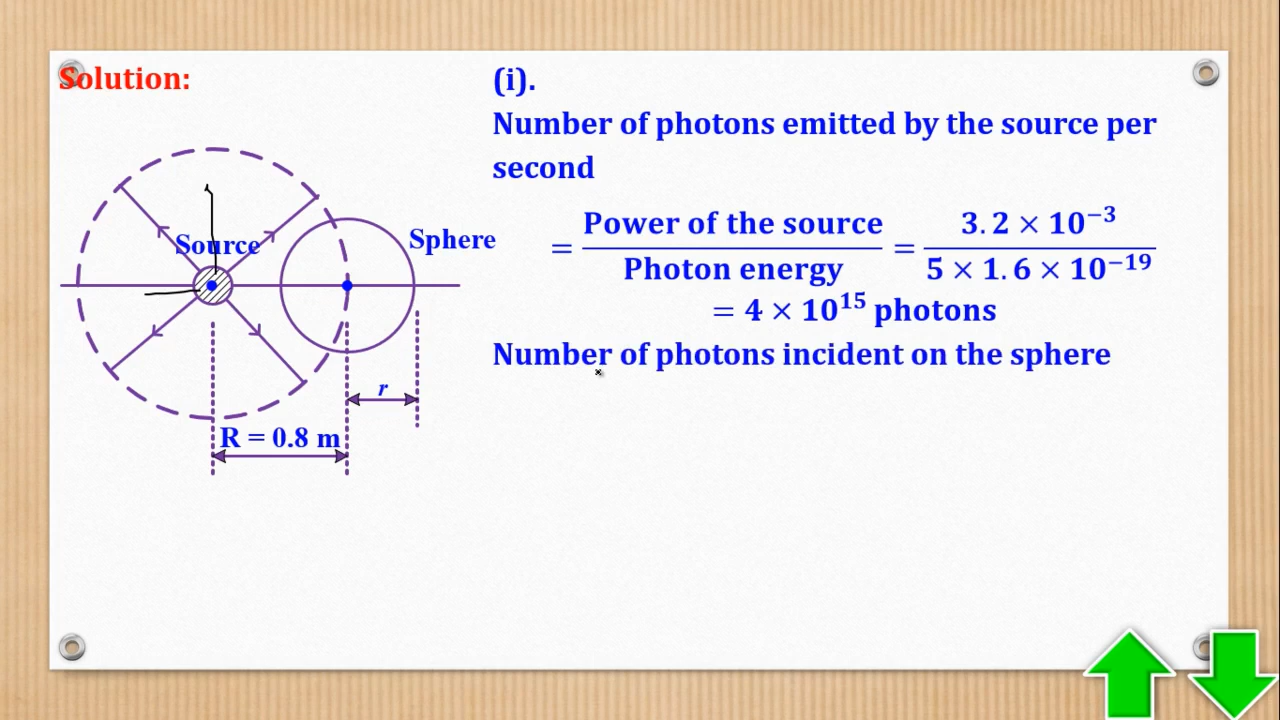 Solution:
Source
Sphere
r
R = 0.8 m
(i).
Number of photons emitted by the source per
second
= Power of the source / Photon energy = 3.2 × 10⁻³ / 5 × 1.6 × 10⁻¹⁹
= 4 × 10¹⁵ photons
Number of photons incident on the sphere